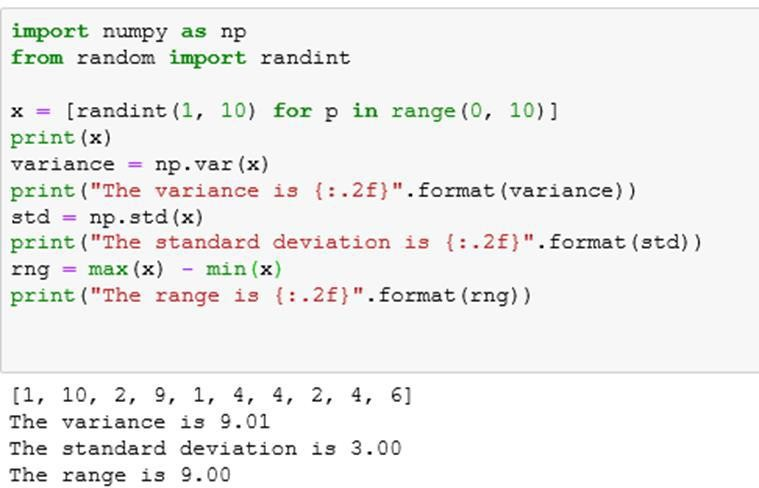 import numpy as np
from random import randint
x = [randint(1, 10) for p in range(0, 10)]
print(x)
variance = np.var(x)
print("The variance is {:.2f}".format(variance))
std = np.std(x)
print("The standard deviation is {:.2f}".format(std))
rng = max(x) - min(x)
print("The range is {:.2f}".format(rng))
[1, 10, 2, 9, 1, 4, 4, 2, 4, 6]
The variance is 9.01
The standard deviation is 3.00
The range is 9.00